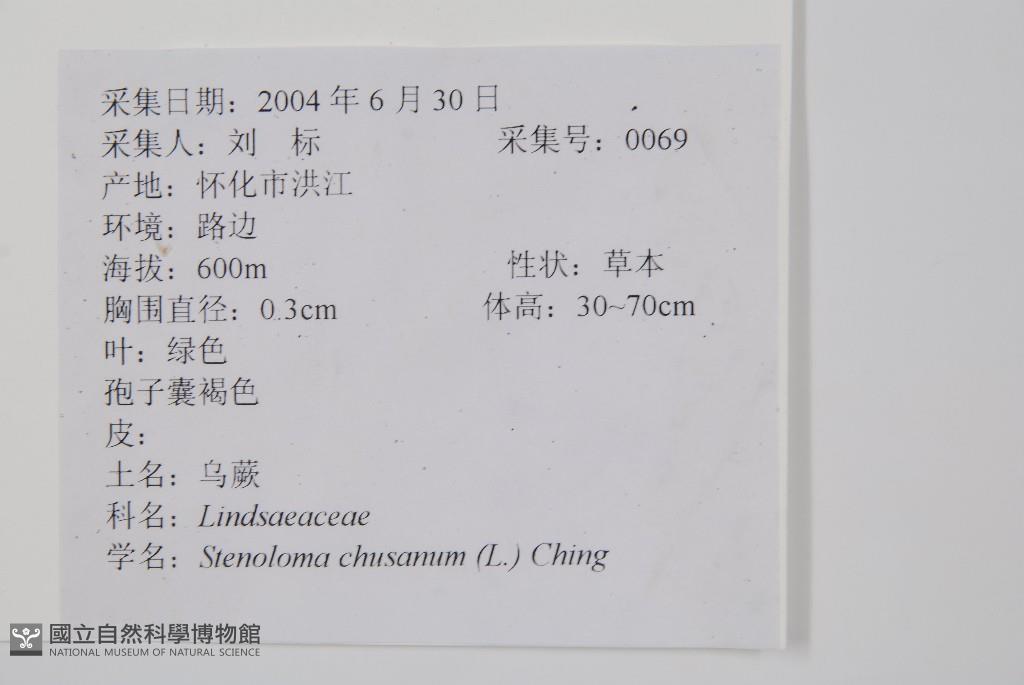 采集日期：2004 年 6 月 30 日
采集人：刘　标　采集号：0069
产地：怀化市洪江
环境：路边
海拔：600m　性状：草本
胸围直径：0.3cm　体高：30~70cm
叶：绿色
孢子囊褐色
皮：
土名：乌蕨
科名：Lindsaeaceae
学名：Stenoloma chusanum (L.) Ching
國立自然科學博物館
NATIONAL MUSEUM OF NATURAL SCIENCE